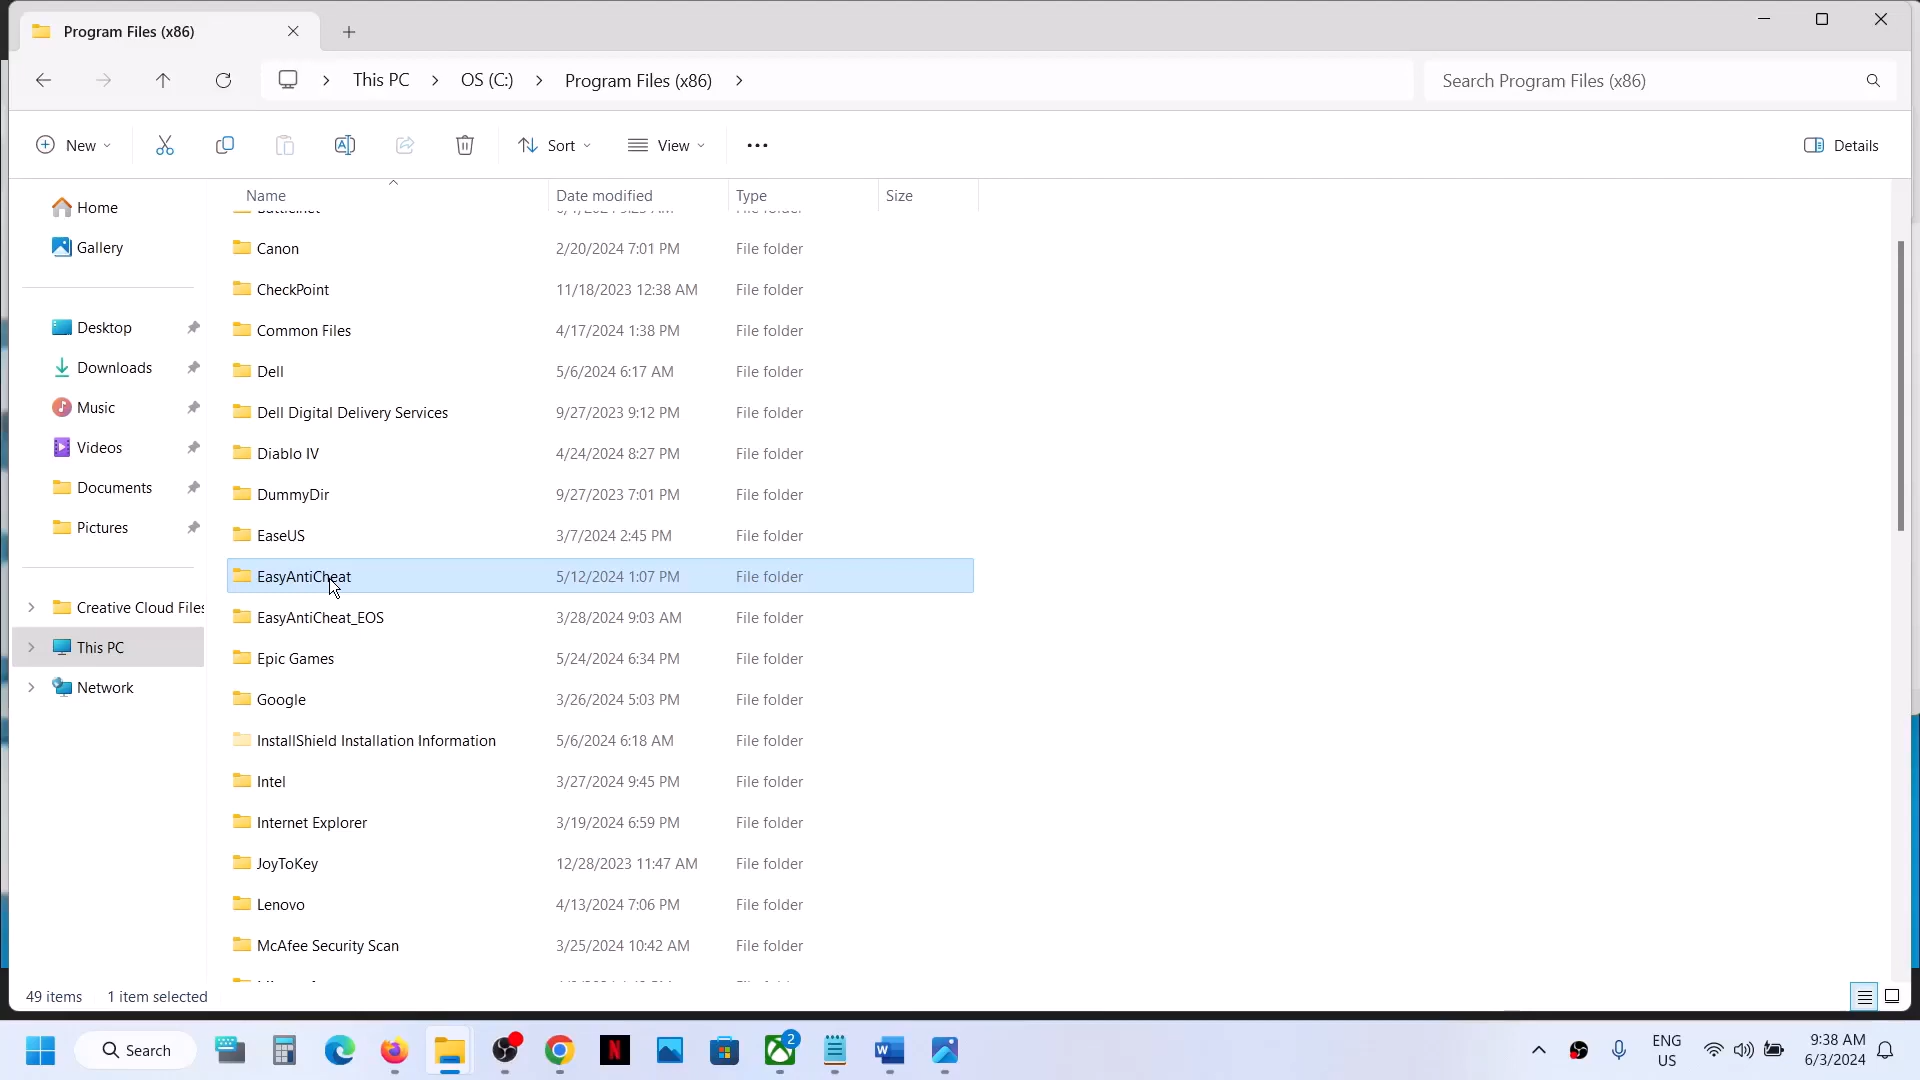 Program Files (x86)
This PC > OS (C:) > Program Files (x86) >
Search Program Files (x86)
New
Sort
View
Details
Name Date modified Type Size
Home
Gallery
Desktop
Downloads
Music
Videos
Documents
Pictures
Creative Cloud Files
This PC
Network
Canon 2/20/2024 7:01 PM File folder
CheckPoint 11/18/2023 12:38 AM File folder
Common Files 4/17/2024 1:38 PM File folder
Dell 5/6/2024 6:17 AM File folder
Dell Digital Delivery Services 9/27/2023 9:12 PM File folder
Diablo IV 4/24/2024 8:27 PM File folder
DummyDir 9/27/2023 7:01 PM File folder
EaseUS 3/7/2024 2:45 PM File folder
EasyAntiCheat 5/12/2024 1:07 PM File folder
EasyAntiCheat_EOS 3/28/2024 9:03 AM File folder
Epic Games 5/24/2024 6:34 PM File folder
Google 3/26/2024 5:03 PM File folder
InstallShield Installation Information 5/6/2024 6:18 AM File folder
Intel 3/27/2024 9:45 PM File folder
Internet Explorer 3/19/2024 6:59 PM File folder
JoyToKey 12/28/2023 11:47 AM File folder
Lenovo 4/13/2024 7:06 PM File folder
McAfee Security Scan 3/25/2024 10:42 AM File folder
49 items 1 item selected
Search
N
2
W
ENG
US
9:38 AM
6/3/2024